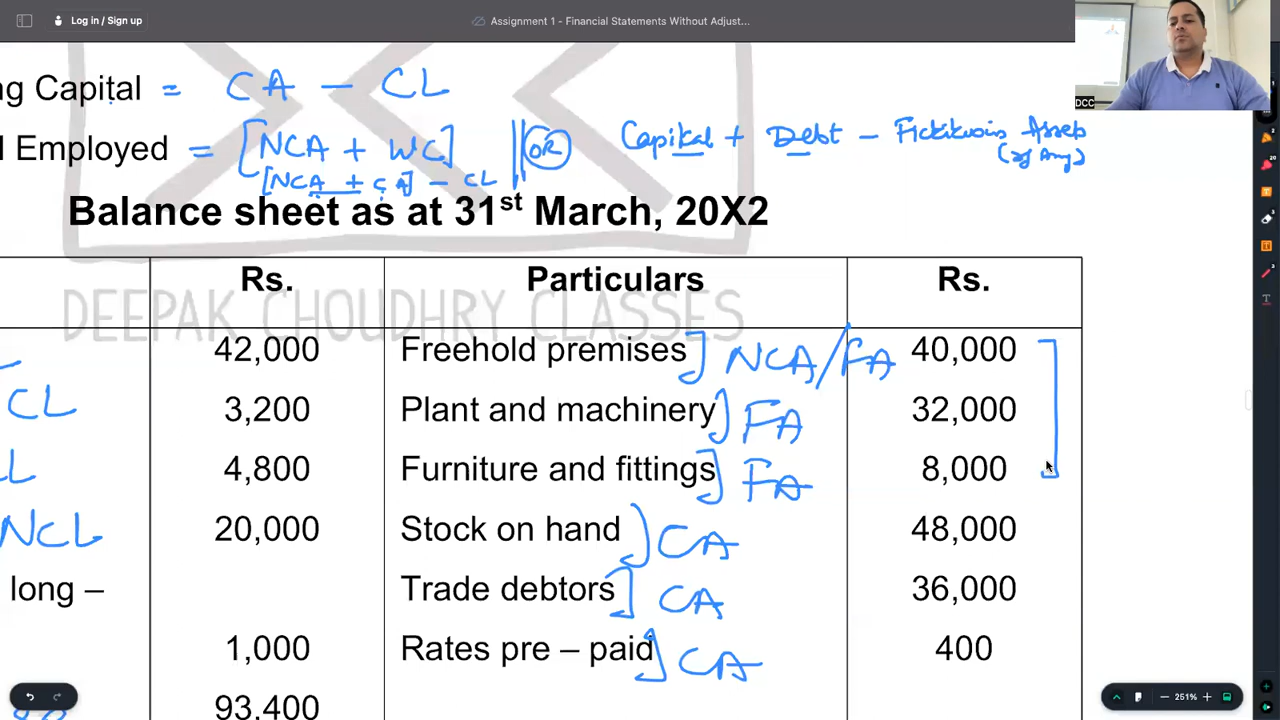 Log in / Sign up
Assignment 1 - Financial Statements Without Adjust...
DCC
ng Capital = CA - CL
l Employed = [NCA + WC] OR Capital + Debt - Fictitious Assets
[NCA + CA] - CL (if Any)
Balance sheet as at 31st March, 20X2
Rs. Particulars Rs.
DEEPAK CHOUDHRY CLASSES
42,000 Freehold premises NCA/FA 40,000
CL 3,200 Plant and machinery FA 32,000
L 4,800 Furniture and fittings FA 8,000
NCL 20,000 Stock on hand CA 48,000
long – Trade debtors CA 36,000
1,000 Rates pre – paid CA 400
93,400
251%